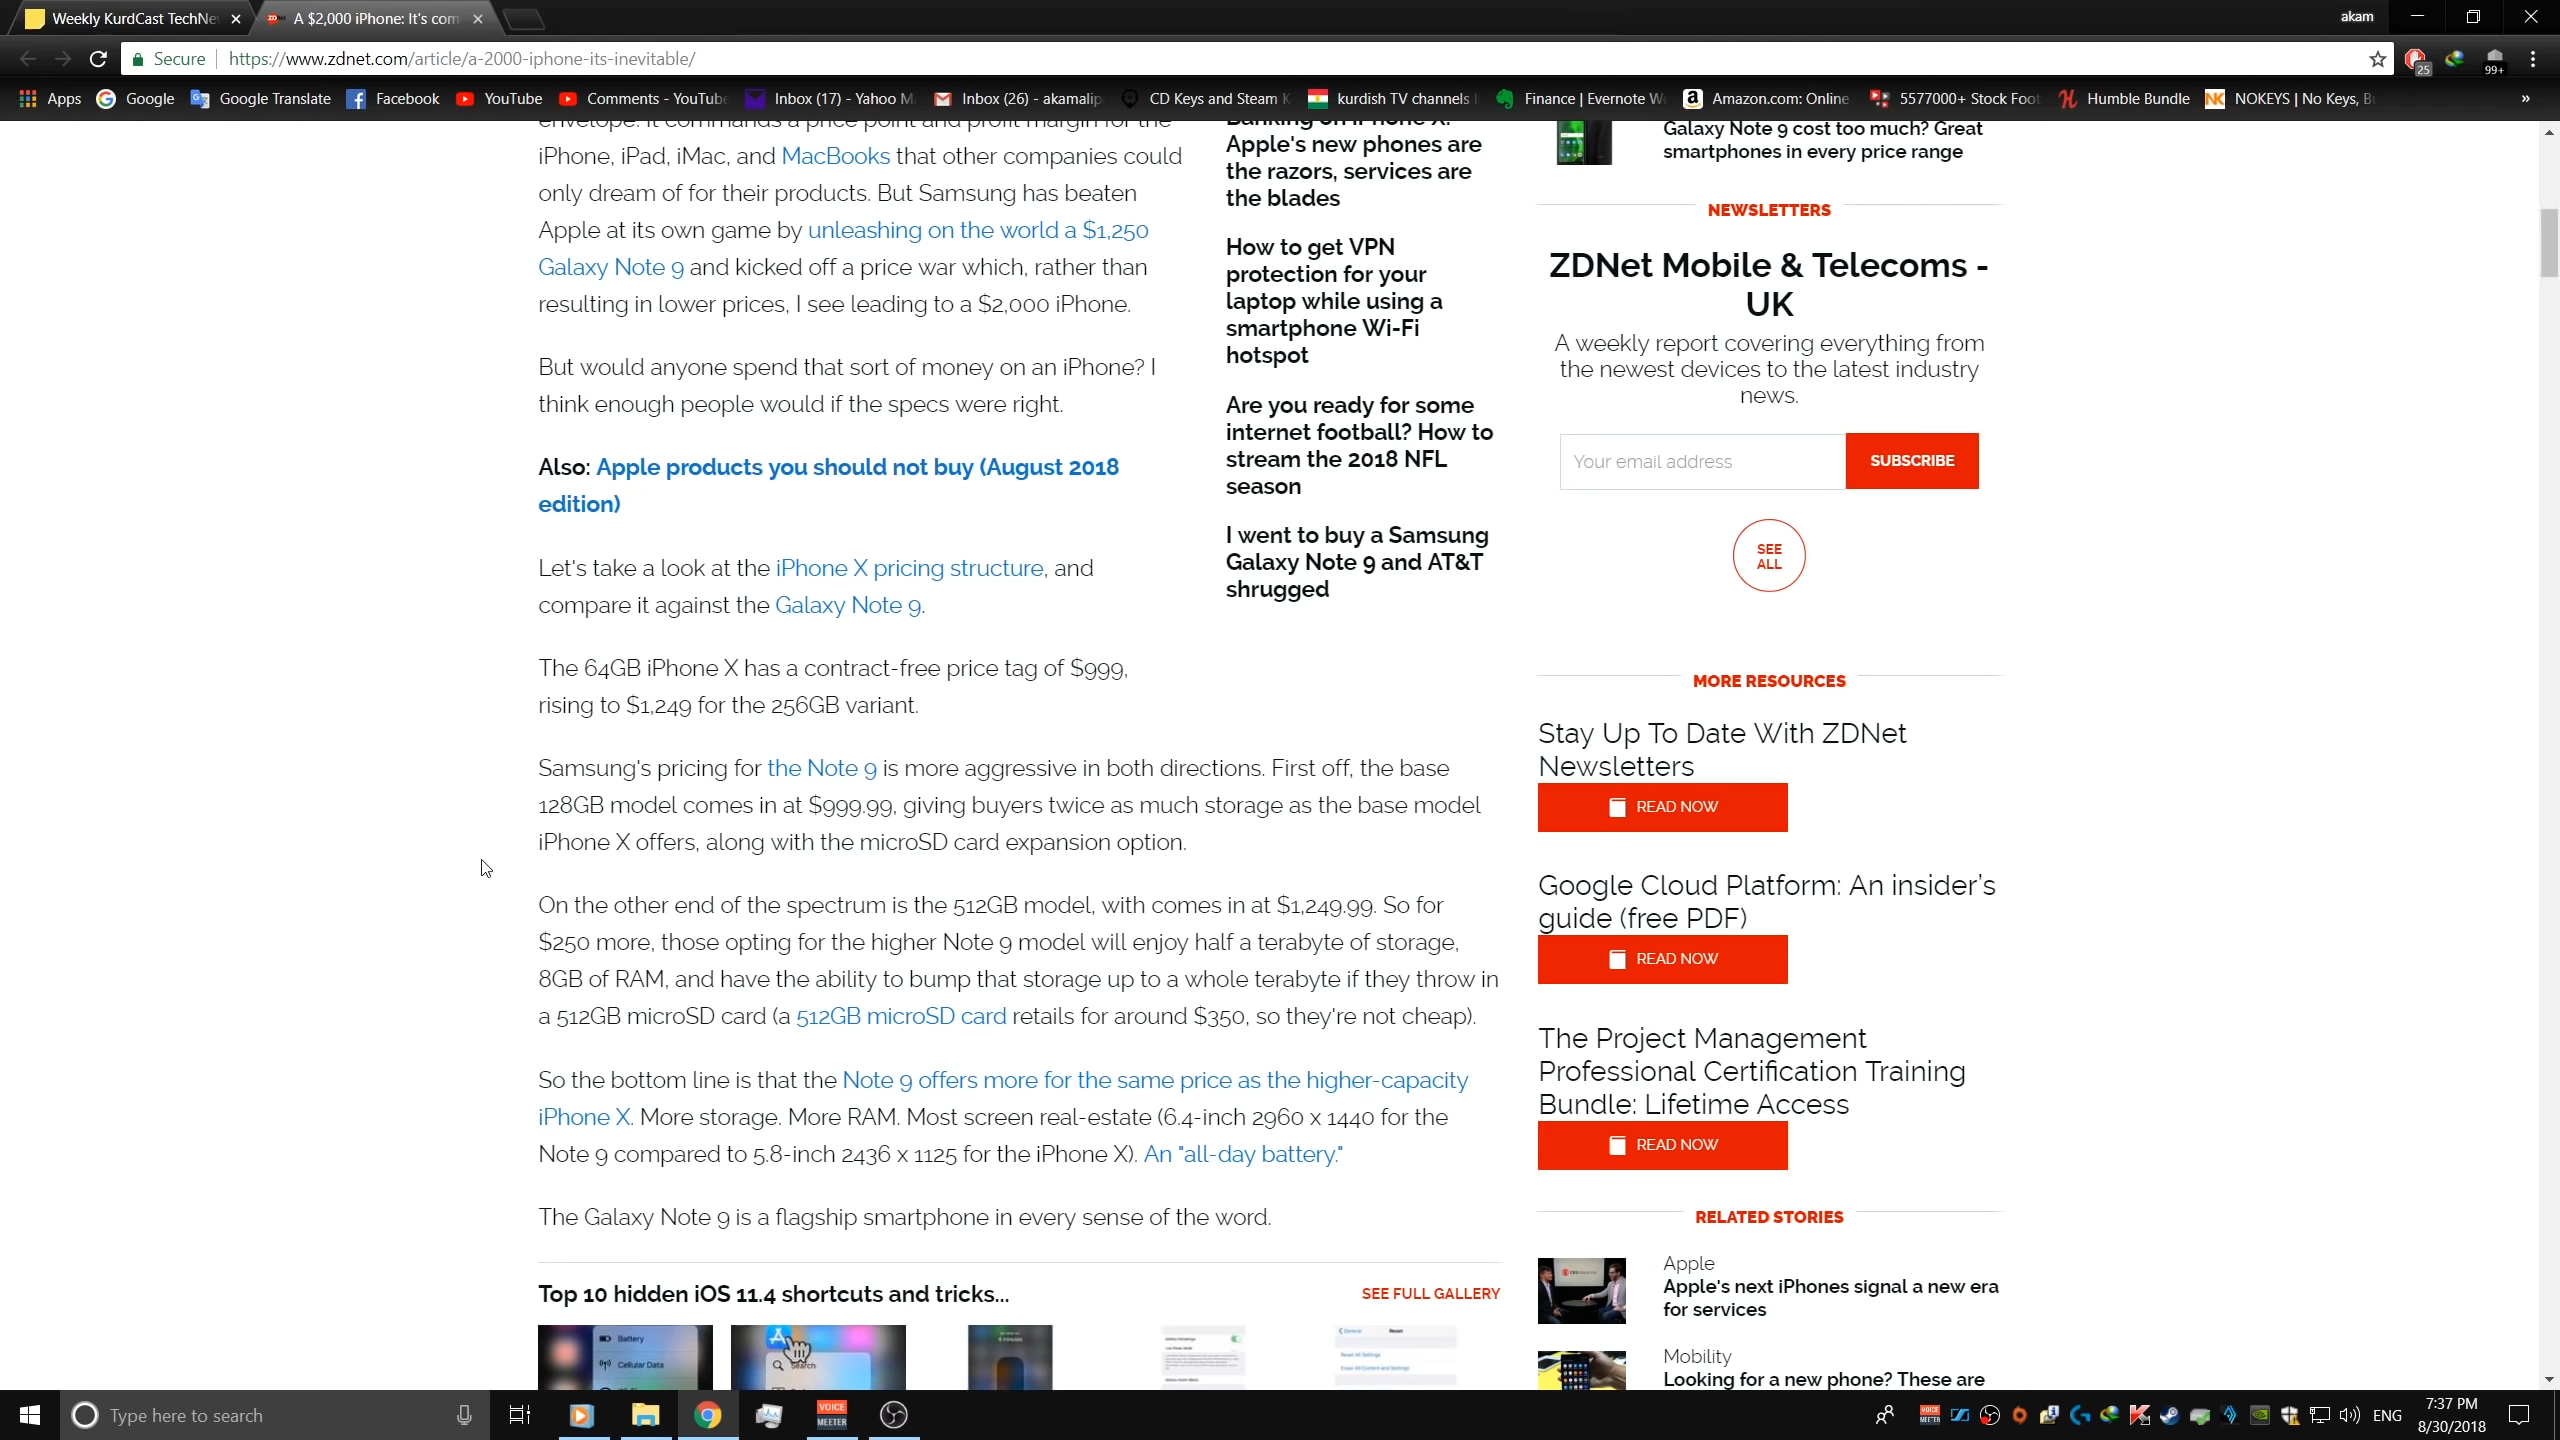 Weekly KurdCast TechNe
A $2,000 iPhone: It's com
akam
Secure
https://www.zdnet.com/article/a-2000-iphone-its-inevitable/
25
99+
Apps
Google
Google Translate
Facebook
YouTube
Comments - YouTube
Inbox (17) - Yahoo M
Inbox (26) - akamalip
CD Keys and Steam K
kurdish TV channels
Finance | Evernote W
Amazon.com: Online
5577000+ Stock Foot
Humble Bundle
NOKEYS | No Keys, B
»
envelope. It commands a price point and profit margin for the
iPhone, iPad, iMac, and MacBooks that other companies could
only dream of for their products. But Samsung has beaten
Apple at its own game by unleashing on the world a $1,250
Galaxy Note 9 and kicked off a price war which, rather than
resulting in lower prices, I see leading to a $2,000 iPhone.
But would anyone spend that sort of money on an iPhone? I
think enough people would if the specs were right.
Also: Apple products you should not buy (August 2018
edition)
Let's take a look at the iPhone X pricing structure, and
compare it against the Galaxy Note 9.
The 64GB iPhone X has a contract-free price tag of $999,
rising to $1,249 for the 256GB variant.
Samsung's pricing for the Note 9 is more aggressive in both directions. First off, the base
128GB model comes in at $999.99, giving buyers twice as much storage as the base model
iPhone X offers, along with the microSD card expansion option.
On the other end of the spectrum is the 512GB model, with comes in at $1,249.99. So for
$250 more, those opting for the higher Note 9 model will enjoy half a terabyte of storage,
8GB of RAM, and have the ability to bump that storage up to a whole terabyte if they throw in
a 512GB microSD card (a 512GB microSD card retails for around $350, so they're not cheap).
So the bottom line is that the Note 9 offers more for the same price as the higher-capacity
iPhone X. More storage. More RAM. Most screen real-estate (6.4-inch 2960 x 1440 for the
Note 9 compared to 5.8-inch 2436 x 1125 for the iPhone X). An "all-day battery."
The Galaxy Note 9 is a flagship smartphone in every sense of the word.
Top 10 hidden iOS 11.4 shortcuts and tricks...
SEE FULL GALLERY
Battery
Cellular Data
Search
Reset
Banking on iPhone X:
Apple's new phones are
the razors, services are
the blades
How to get VPN
protection for your
laptop while using a
smartphone Wi-Fi
hotspot
Are you ready for some
internet football? How to
stream the 2018 NFL
season
I went to buy a Samsung
Galaxy Note 9 and AT&T
shrugged
Galaxy Note 9 cost too much? Great
smartphones in every price range
NEWSLETTERS
ZDNet Mobile & Telecoms -
UK
A weekly report covering everything from
the newest devices to the latest industry
news.
Your email address
SUBSCRIBE
SEE
ALL
MORE RESOURCES
Stay Up To Date With ZDNet
Newsletters
READ NOW
Google Cloud Platform: An insider's
guide (free PDF)
READ NOW
The Project Management
Professional Certification Training
Bundle: Lifetime Access
READ NOW
RELATED STORIES
Apple
Apple's next iPhones signal a new era
for services
Mobility
Looking for a new phone? These are
Type here to search
VOICE
MEETER
ENG
7:37 PM
8/30/2018